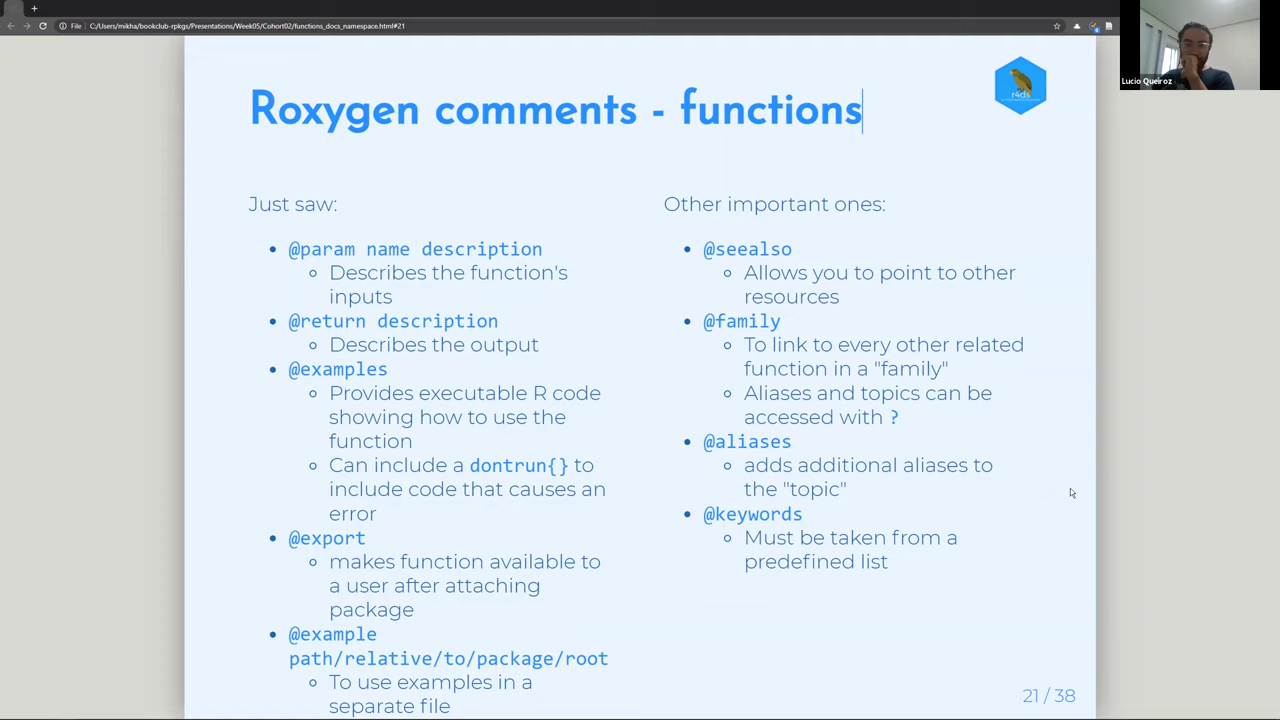 File
C:/Users/mikha/bookclub-rpkgs/Presentations/Week05/Cohort02/functions_docs_namespace.html#21
Lucio Queiroz
Roxygen comments - functions
r4ds
Just saw:
@param name description
Describes the function's
inputs
@return description
Describes the output
@examples
Provides executable R code
showing how to use the
function
Can include a dontrun{} to
include code that causes an
error
@export
makes function available to
a user after attaching
package
@example
path/relative/to/package/root
To use examples in a
separate file
Other important ones:
@seealso
Allows you to point to other
resources
@family
To link to every other related
function in a "family"
Aliases and topics can be
accessed with ?
@aliases
adds additional aliases to
the "topic"
@keywords
Must be taken from a
predefined list
21 / 38